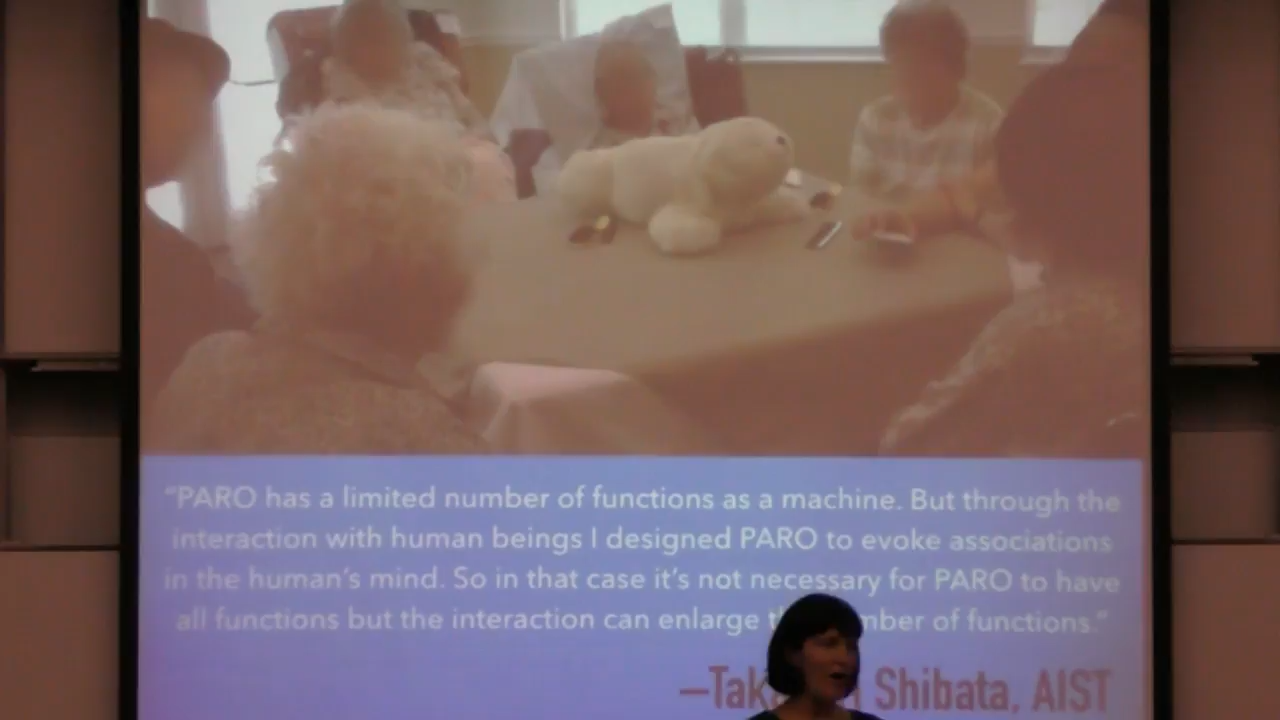 “PARO has a limited number of functions as a machine. But through the
interaction with human beings I designed PARO to evoke associations
in the human’s mind. So in that case it’s not necessary for PARO to have
all functions but the interaction can enlarge of functions.”
Shibata, AIST